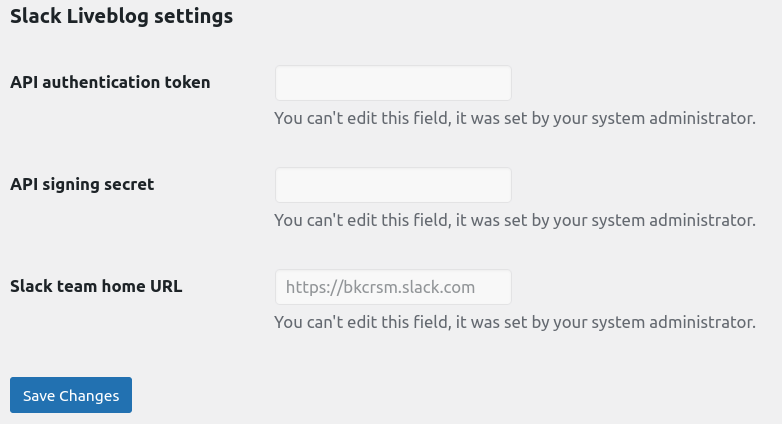 Slack Liveblog settings
API authentication token
You can't edit this field, it was set by your system administrator.
API signing secret
You can't edit this field, it was set by your system administrator.
Slack team home URL
https://bkcrsm.slack.com
You can't edit this field, it was set by your system administrator.
Save Changes